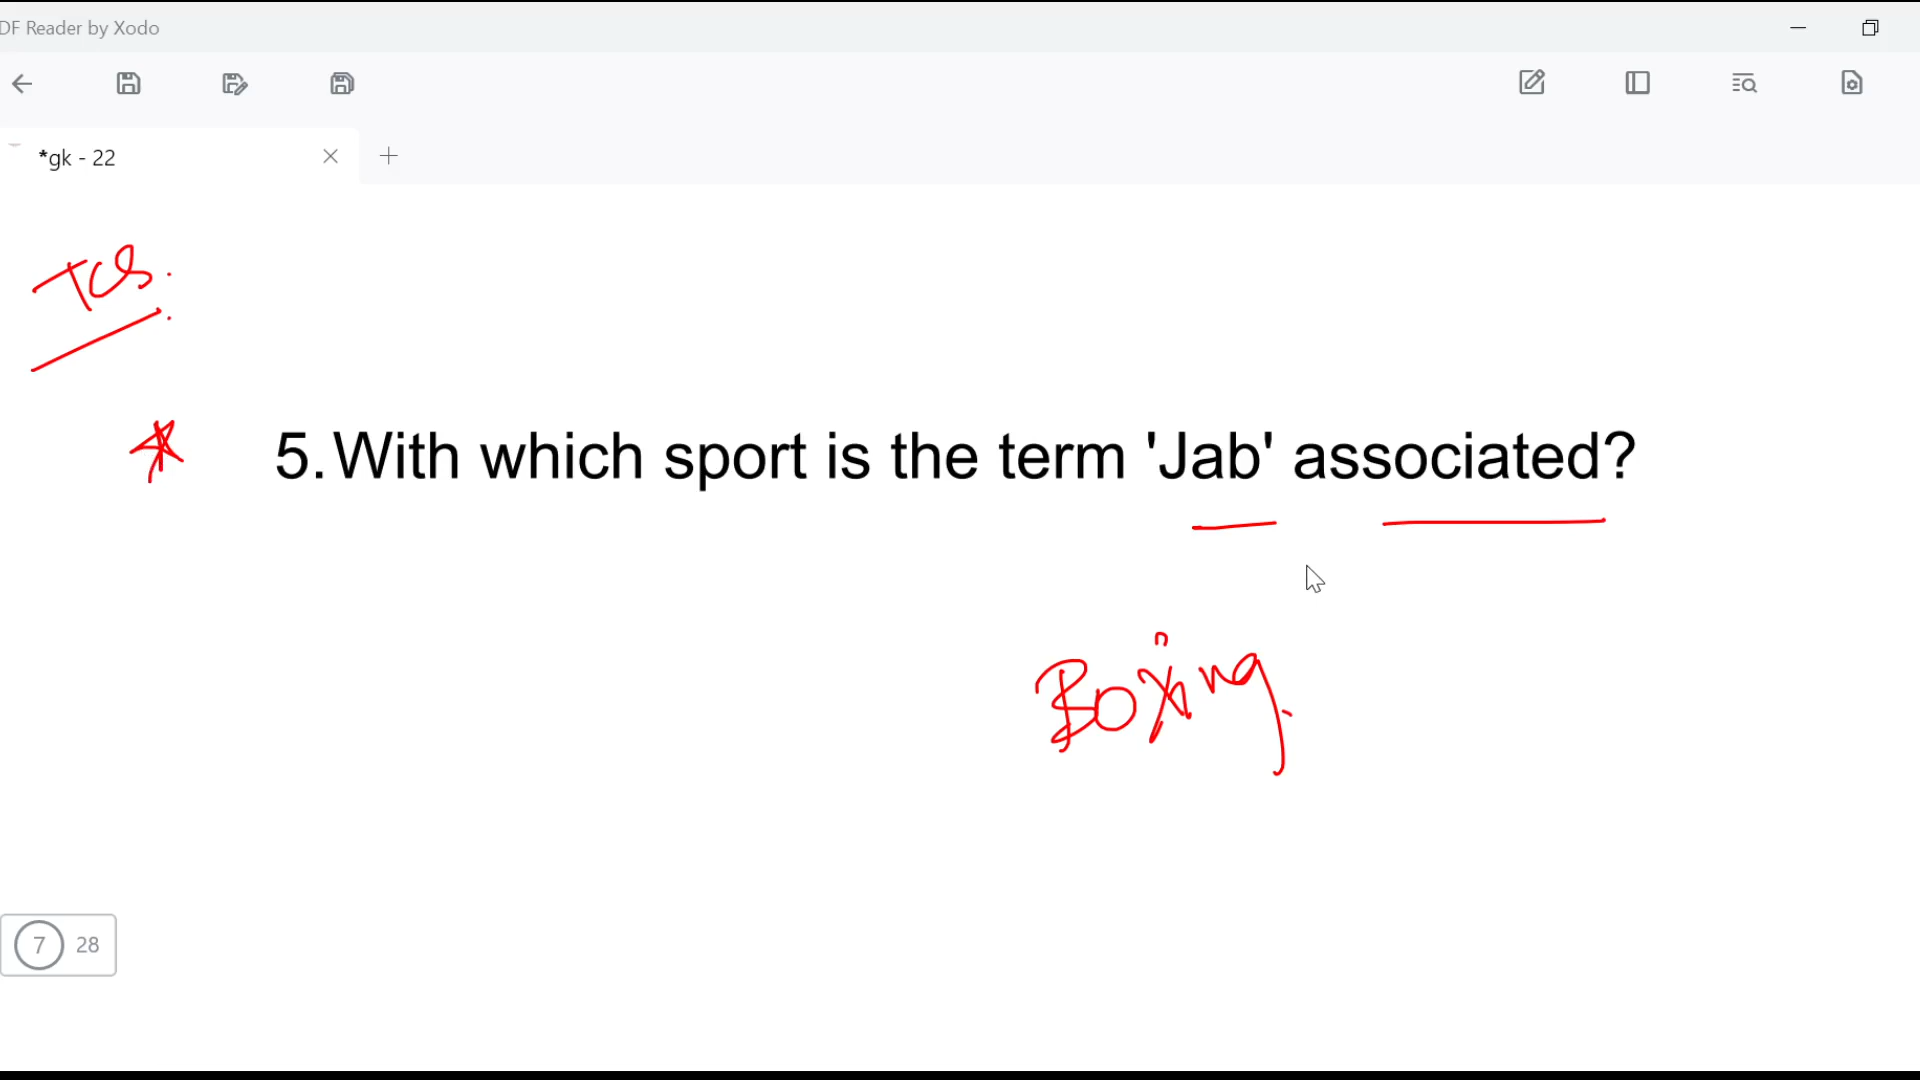 DF Reader by Xodo
*gk - 22
TCS.
5. With which sport is the term 'Jab' associated?
Boxing.
7 28